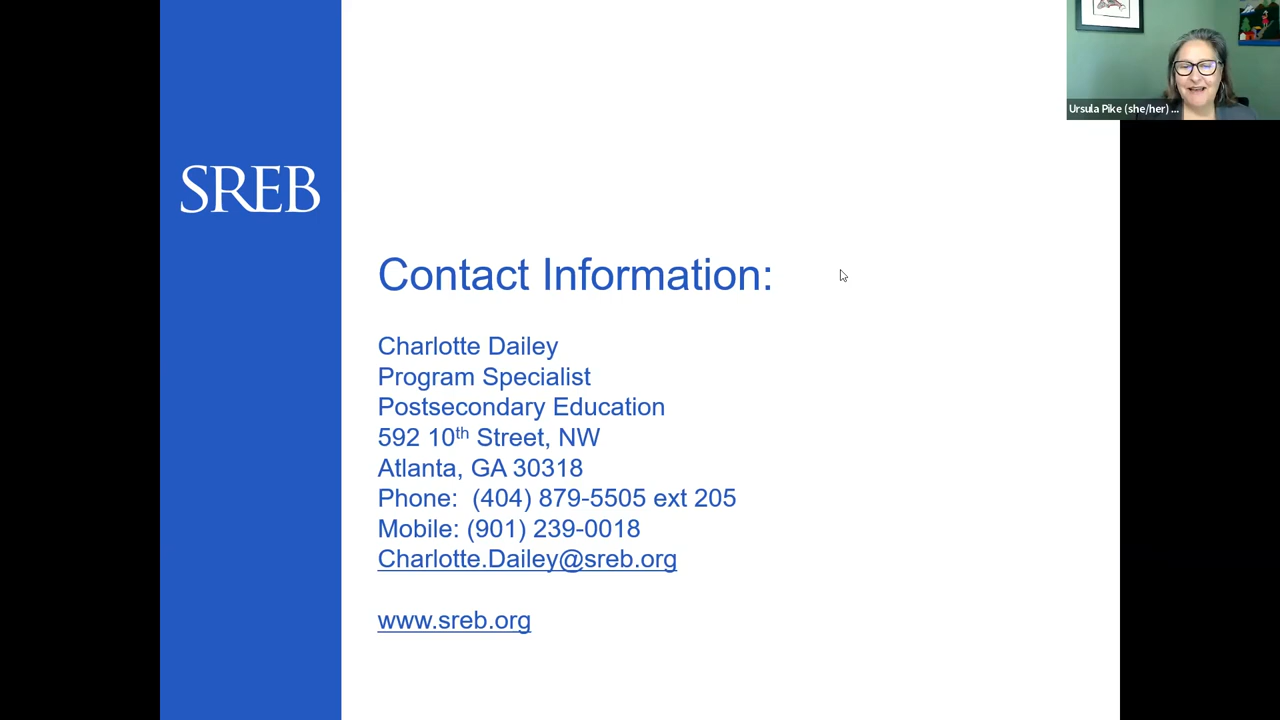 Ursula Pike (she/her) ...
SREB
Contact Information:
Charlotte Dailey
Program Specialist
Postsecondary Education
592 10th Street, NW
Atlanta, GA 30318
Phone:  (404) 879-5505 ext 205
Mobile: (901) 239-0018
Charlotte.Dailey@sreb.org
www.sreb.org